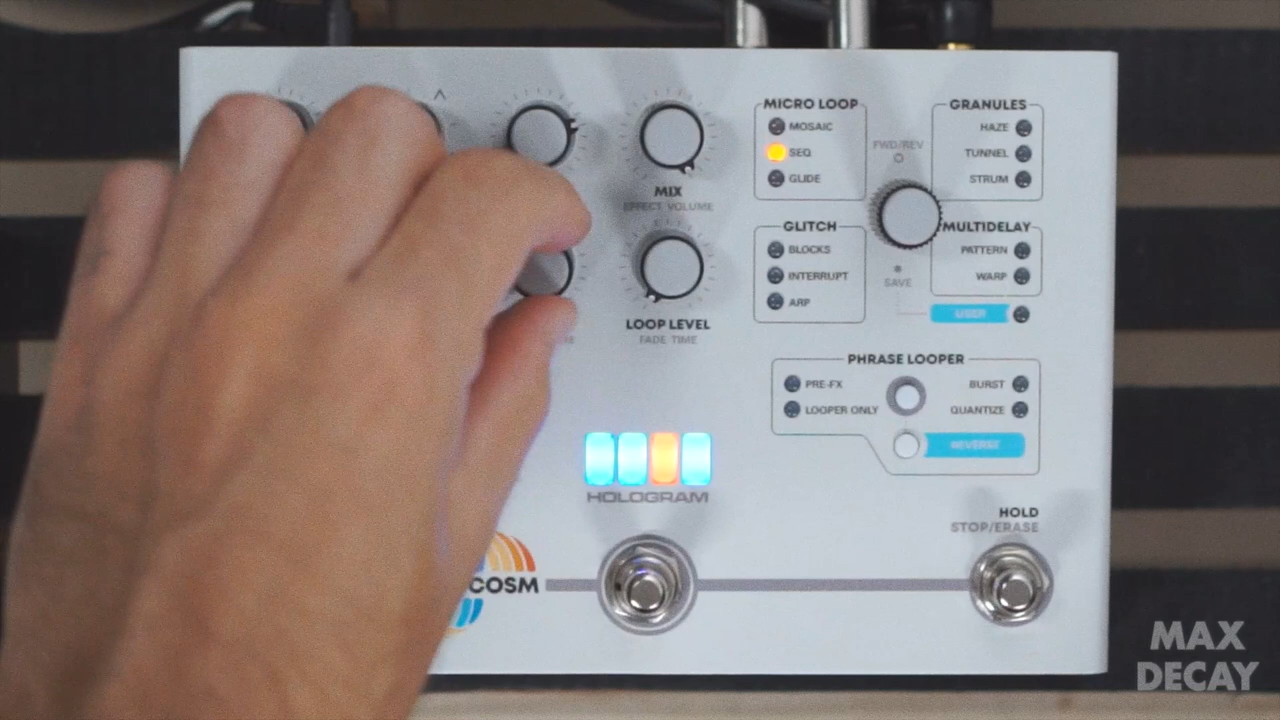 MICRO LOOP
MOSAIC
SEQ
GLIDE
FWD/REV
GRANULES
HAZE
TUNNEL
STRUM
MIX
EFFECT VOLUME
GLITCH
BLOCKS
INTERRUPT
ARP
SAVE
MULTIDELAY
PATTERN
WARP
USER
LOOP LEVEL
FADE TIME
PHRASE LOOPER
PRE-FX
LOOPER ONLY
BURST
QUANTIZE
REVERSE
HOLOGRAM
HOLD
STOP/ERASE
COSM
MAX
DECAY